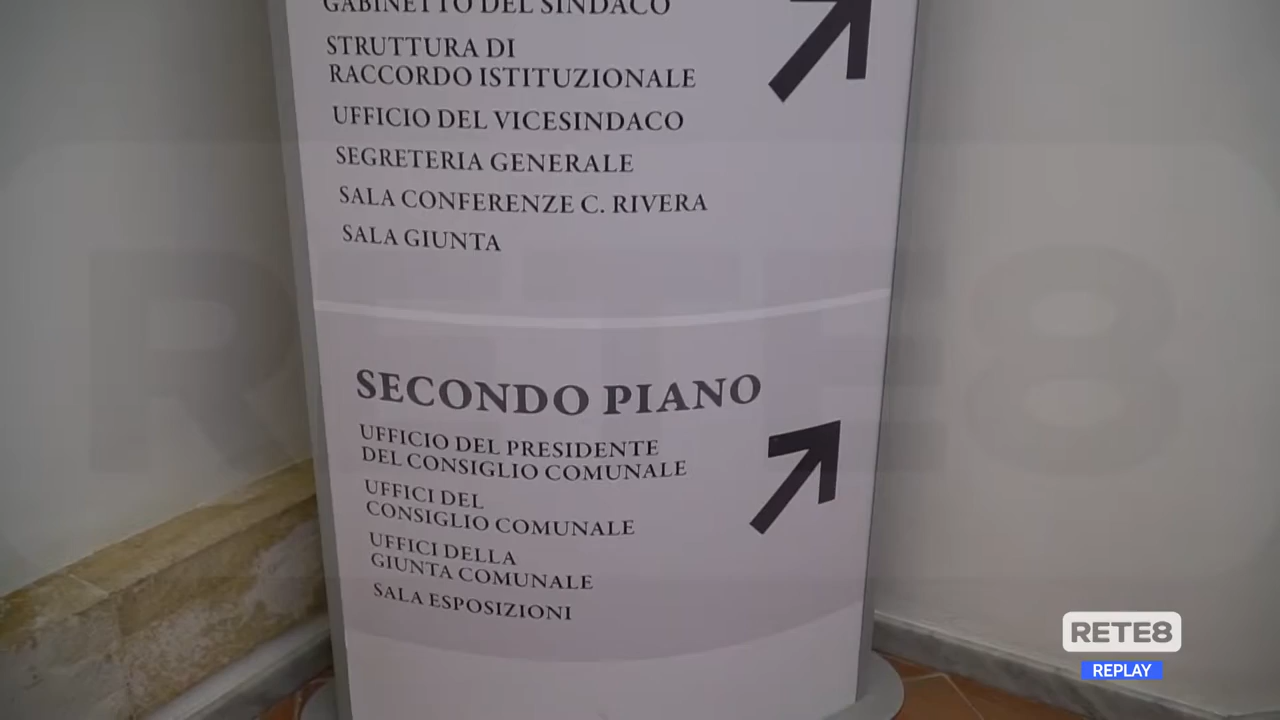 GABINETTO DEL SINDACO
STRUTTURA DI
RACCORDO ISTITUZIONALE
UFFICIO DEL VICESINDACO
SEGRETERIA GENERALE
SALA CONFERENZE C. RIVERA
SALA GIUNTA
SECONDO PIANO
UFFICIO DEL PRESIDENTE
DEL CONSIGLIO COMUNALE
UFFICI DEL
CONSIGLIO COMUNALE
UFFICI DELLA
GIUNTA COMUNALE
SALA ESPOSIZIONI
RETE8
RETE8
REPLAY